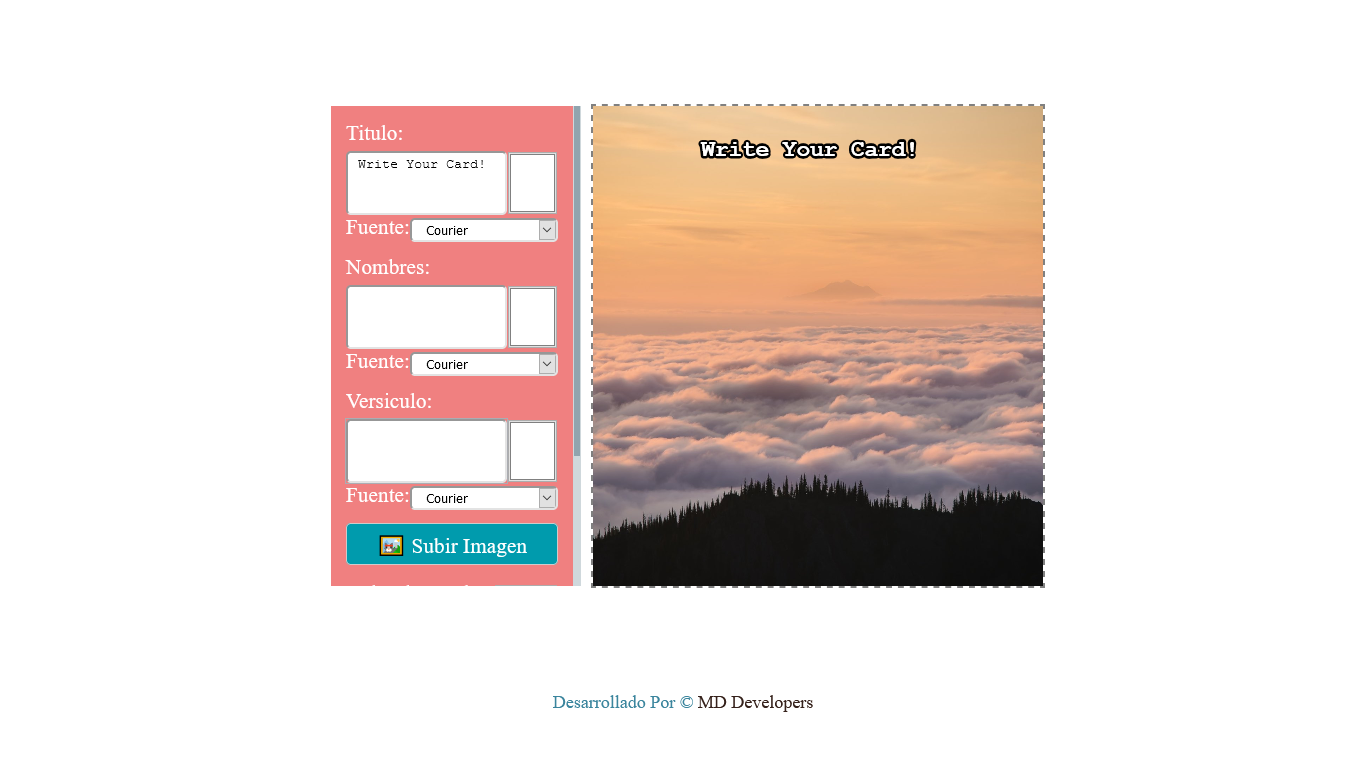 Titulo:
Write Your Card!
Fuente: Courier
Nombres:
Fuente: Courier
Versiculo:
Fuente: Courier
Subir Imagen
Write Your Card!
Desarrollado Por © MD Developers